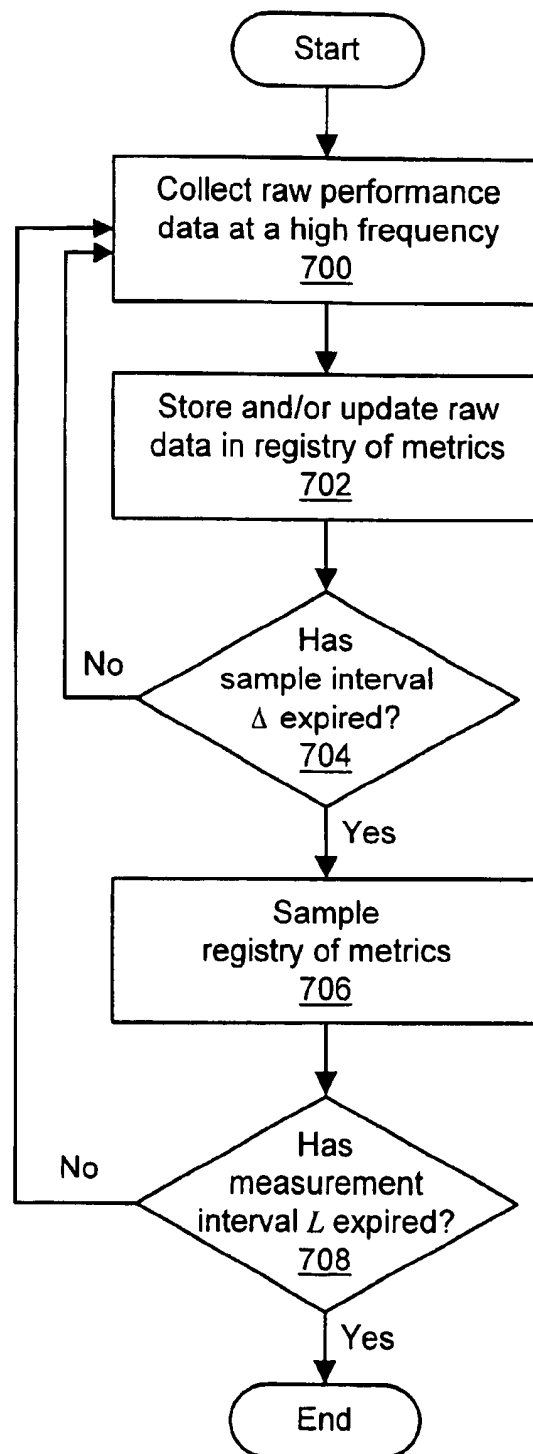 Start
Collect raw performance
data at a high frequency
700
Store and/or update raw
data in registry of metrics
702
Has
sample interval
Δ expired?
704
No
Yes
Sample
registry of metrics
706
Has
measurement
interval L expired?
708
No
Yes
End